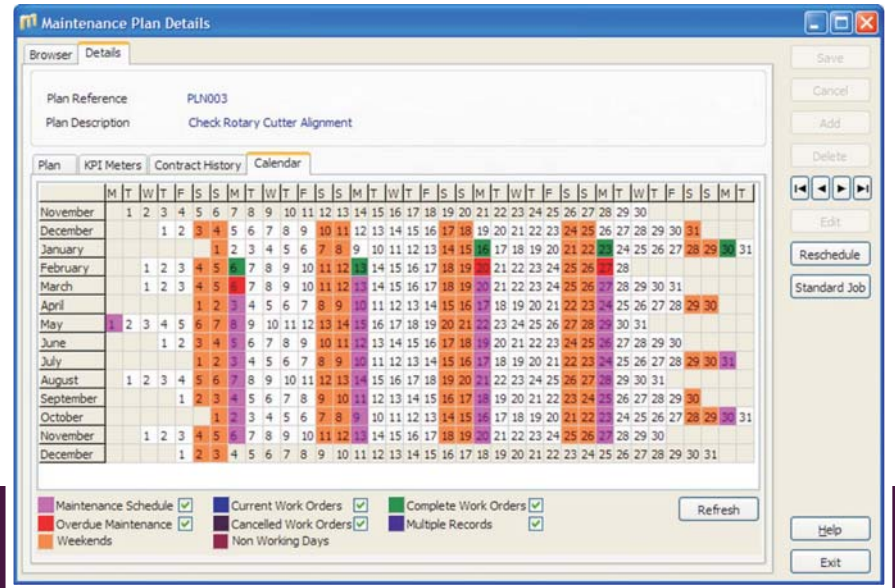 Maintenance Plan Details
Browser Details
Save
Plan Reference PLN003
Cancel
Plan Description Check Rotary Cutter Alignment
Add
Delete
Plan KPI Meters Contract History Calendar
M T W T F S S M T W T F S S M T W T F S S M T W T F S S M T W T F S S M T
November 1 2 3 4 5 6 7 8 9 10 11 12 13 14 15 16 17 18 19 20 21 22 23 24 25 26 27 28 29 30
Edit
December 1 2 3 4 5 6 7 8 9 10 11 12 13 14 15 16 17 18 19 20 21 22 23 24 25 26 27 28 29 30 31
January 1 2 3 4 5 6 7 8 9 10 11 12 13 14 15 16 17 18 19 20 21 22 23 24 25 26 27 28 29 30 31
Reschedule
February 1 2 3 4 5 6 7 8 9 10 11 12 13 14 15 16 17 18 19 20 21 22 23 24 25 26 27 28
March 1 2 3 4 5 6 7 8 9 10 11 12 13 14 15 16 17 18 19 20 21 22 23 24 25 26 27 28 29 30 31
Standard Job
April 1 2 3 4 5 6 7 8 9 10 11 12 13 14 15 16 17 18 19 20 21 22 23 24 25 26 27 28 29 30
May 1 2 3 4 5 6 7 8 9 10 11 12 13 14 15 16 17 18 19 20 21 22 23 24 25 26 27 28 29 30 31
June 1 2 3 4 5 6 7 8 9 10 11 12 13 14 15 16 17 18 19 20 21 22 23 24 25 26 27 28 29 30
July 1 2 3 4 5 6 7 8 9 10 11 12 13 14 15 16 17 18 19 20 21 22 23 24 25 26 27 28 29 30 31
August 1 2 3 4 5 6 7 8 9 10 11 12 13 14 15 16 17 18 19 20 21 22 23 24 25 26 27 28 29 30 31
September 1 2 3 4 5 6 7 8 9 10 11 12 13 14 15 16 17 18 19 20 21 22 23 24 25 26 27 28 29 30
October 1 2 3 4 5 6 7 8 9 10 11 12 13 14 15 16 17 18 19 20 21 22 23 24 25 26 27 28 29 30 31
November 1 2 3 4 5 6 7 8 9 10 11 12 13 14 15 16 17 18 19 20 21 22 23 24 25 26 27 28 29 30
December 1 2 3 4 5 6 7 8 9 10 11 12 13 14 15 16 17 18 19 20 21 22 23 24 25 26 27 28 29 30 31
Maintenance Schedule Current Work Orders Complete Work Orders Refresh
Overdue Maintenance Cancelled Work Orders Multiple Records
Help
Weekends Non Working Days
Exit